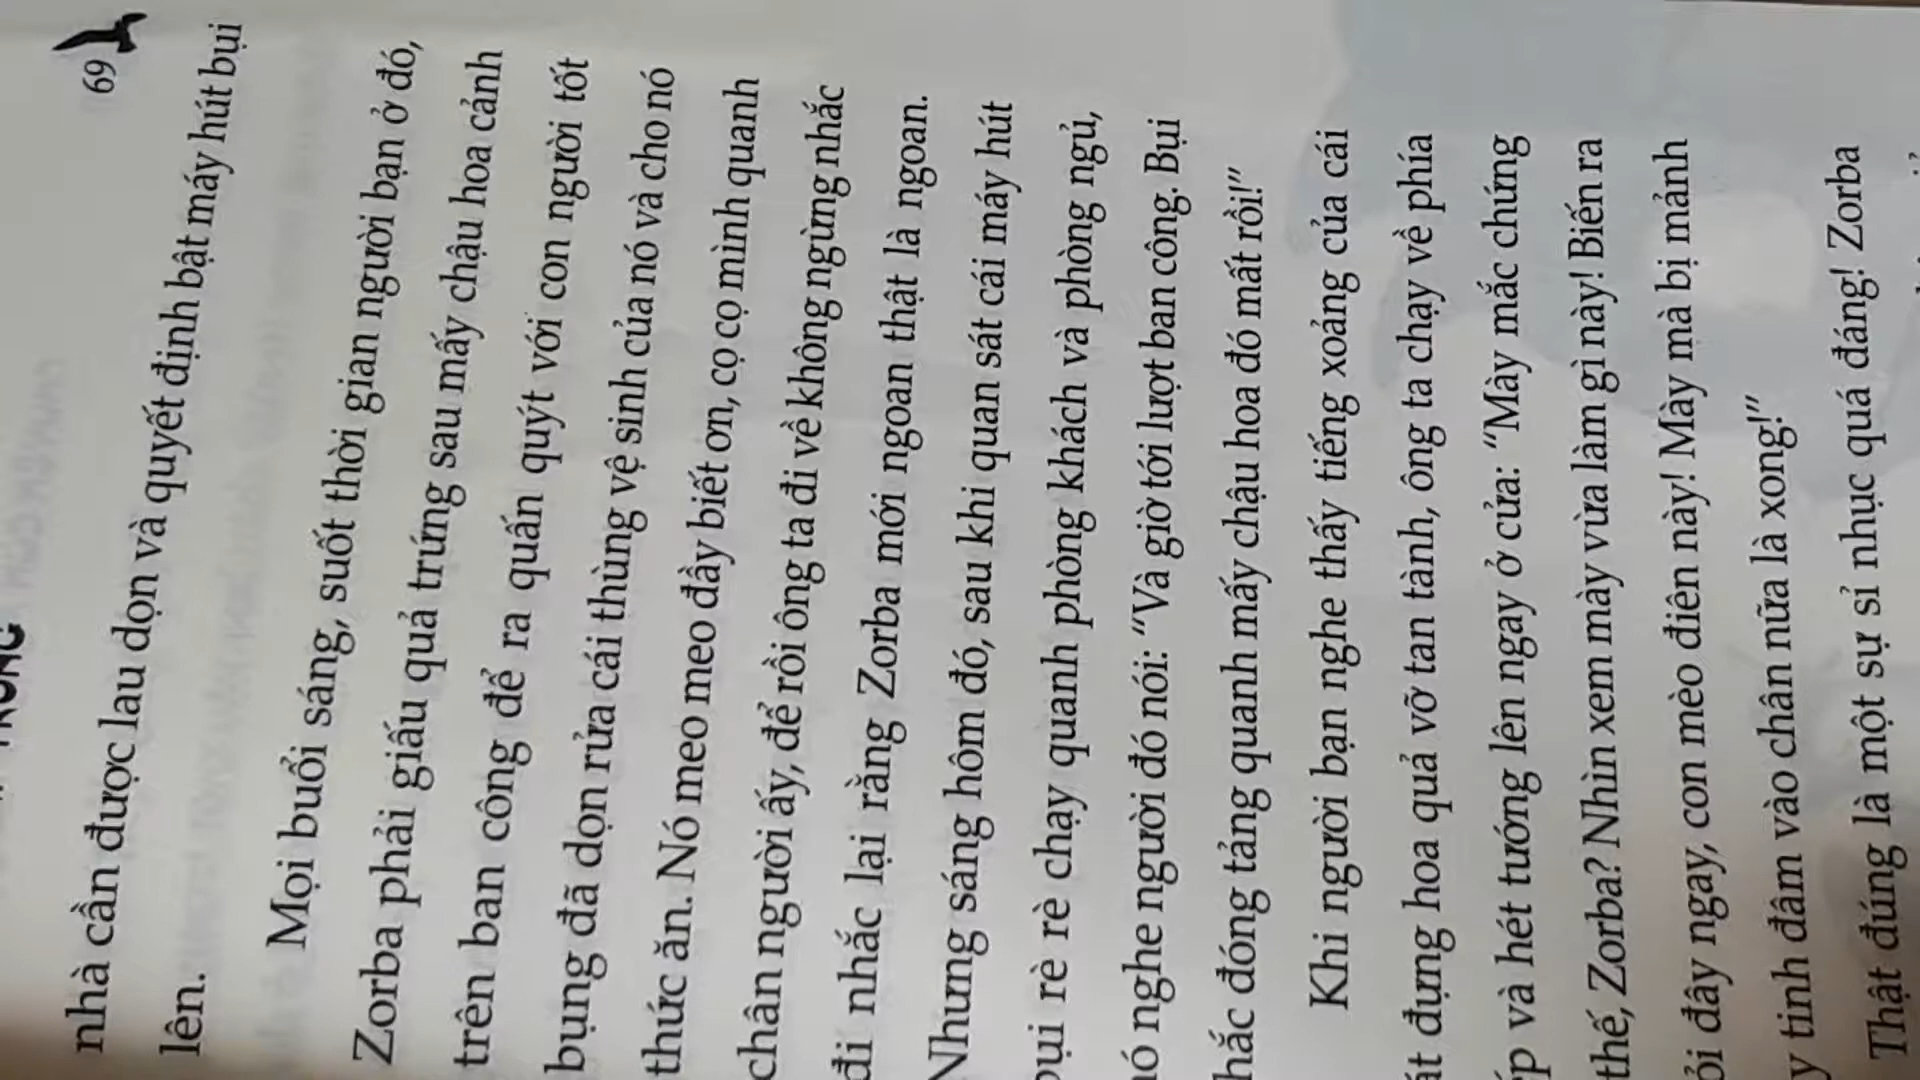 69
nhà cần được lau dọn và quyết định bật máy hút bụi
lên.
Mọi buổi sáng, suốt thời gian người bạn ở đó,
Zorba phải giấu quả trứng sau mấy chậu hoa cảnh
trên ban công để ra quấn quýt với con người tốt
bụng đã dọn rửa cái thùng vệ sinh của nó và cho nó
thức ăn. Nó meo meo đầy biết ơn, cọ cọ mình quanh
chân người ấy, để rồi ông ta đi về không ngừng nhắc
đi nhắc lại rằng Zorba mới ngoan thật là ngoan.
Nhưng sáng hôm đó, sau khi quan sát cái máy hút
bụi rè rè chạy quanh phòng khách và phòng ngủ,
nó nghe người đó nói: “Và giờ tới lượt ban công. Bụi
hắc đóng tảng quanh mấy chậu hoa đó mất rồi!”
Khi người bạn nghe thấy tiếng xoảng của cái
át đựng hoa quả vỡ tan tành, ông ta chạy về phía
ếp và hét tướng lên ngay ở cửa: “Mày mắc chứng
thế, Zorba? Nhìn xem mày vừa làm gì này! Biến ra
ỏi đây ngay, con mèo điên này! Mày mà bị mảnh
y tinh đâm vào chân nữa là xong!”
Thật đúng là một sự sỉ nhục quá đáng! Zorba